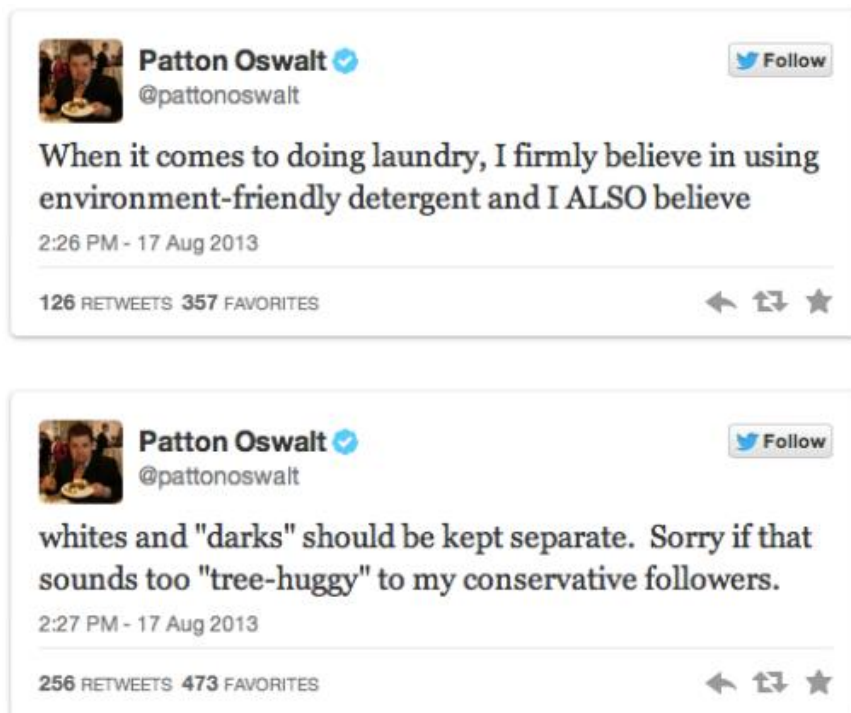 Patton Oswalt
Follow
@pattonoswalt
When it comes to doing laundry, I firmly believe in using
environment-friendly detergent and I ALSO believe
2:26 PM - 17 Aug 2013
126 RETWEETS 357 FAVORITES
Patton Oswalt
Follow
@pattonoswalt
whites and "darks" should be kept separate.  Sorry if that
sounds too "tree-huggy" to my conservative followers.
2:27 PM - 17 Aug 2013
256 RETWEETS 473 FAVORITES